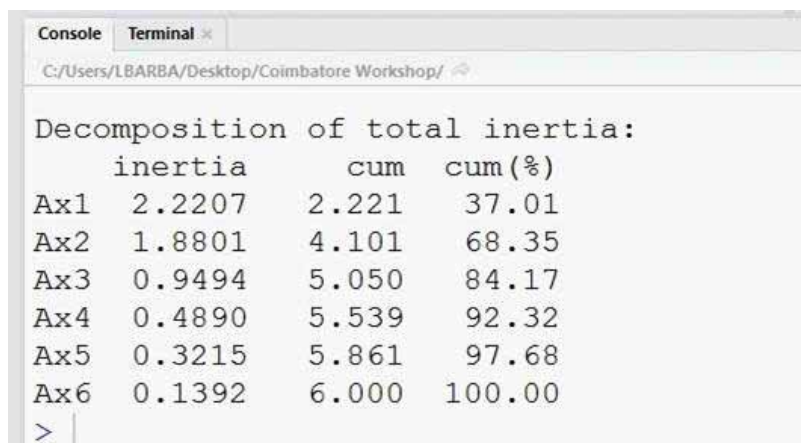 Console Terminal ×
C:/Users/LBARBA/Desktop/Coimbatore Workshop/
Decomposition of total inertia:
inertia cum cum(%)
Ax1 2.2207 2.221 37.01
Ax2 1.8801 4.101 68.35
Ax3 0.9494 5.050 84.17
Ax4 0.4890 5.539 92.32
Ax5 0.3215 5.861 97.68
Ax6 0.1392 6.000 100.00
>